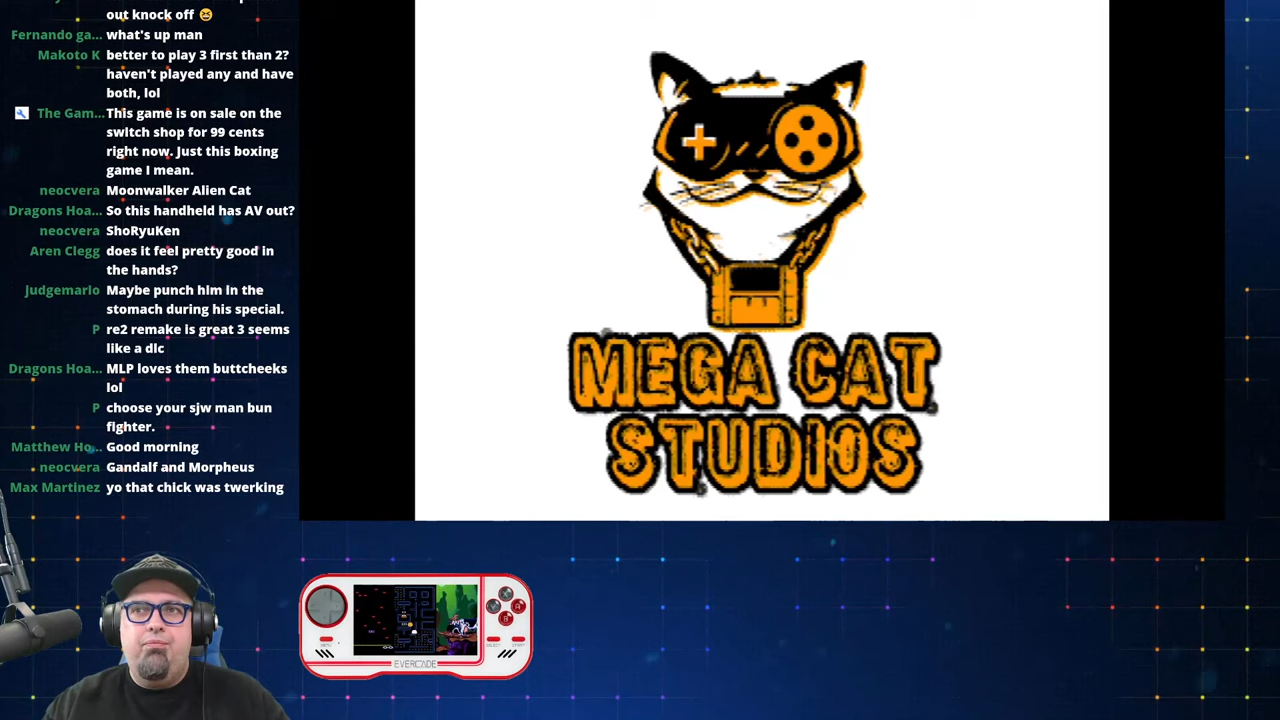 out knock off 😆
Fernando ga... what's up man
Makoto K better to play 3 first than 2?
haven't played any and have
both, lol
The Gam... This game is on sale on the
switch shop for 99 cents
right now. Just this boxing
game I mean.
neocvera Moonwalker Alien Cat
Dragons Hoa... So this handheld has AV out?
neocvera ShoRyuKen
Aren Clegg does it feel pretty good in
the hands?
Judgemario Maybe punch him in the
stomach during his special.
P re2 remake is great 3 seems
like a dlc
Dragons Hoa... MLP loves them buttcheeks
lol
P choose your sjw man bun
fighter.
Matthew Ho... Good morning
neocvera Gandalf and Morpheus
Max Martinez yo that chick was twerking
MEGA CAT
STUDIOS
EVERCADE